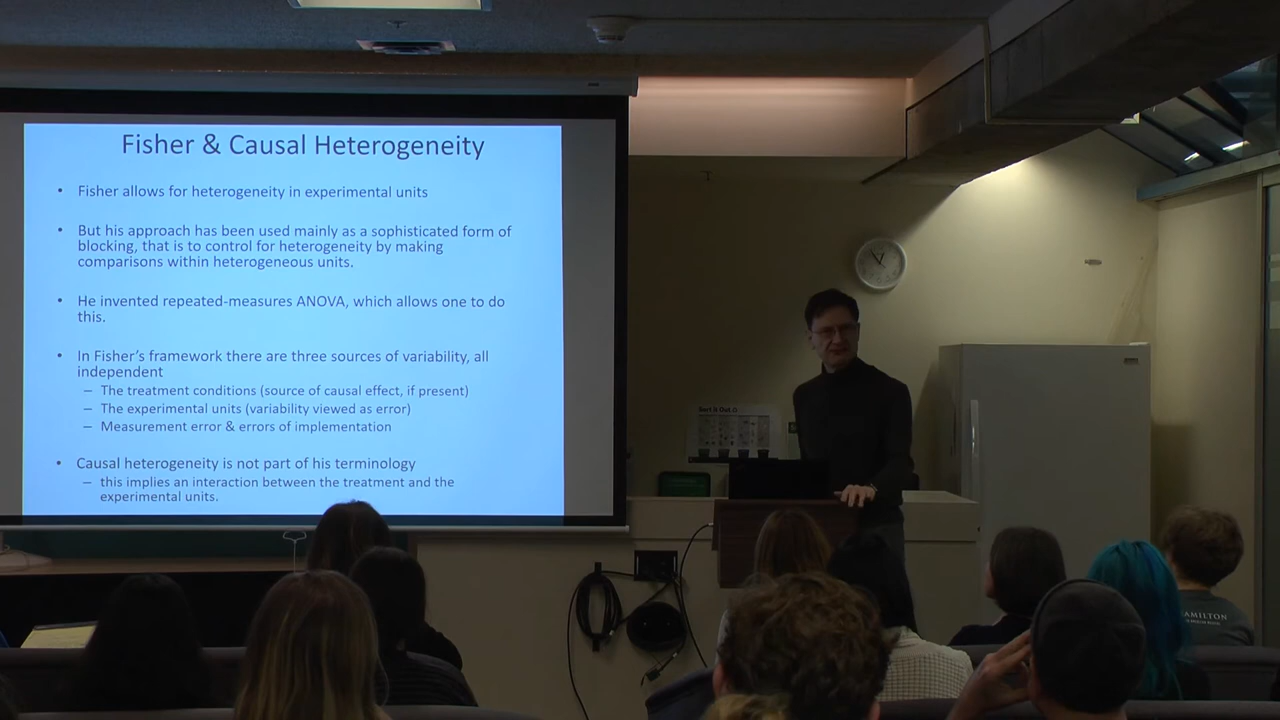 Fisher & Causal Heterogeneity
• Fisher allows for heterogeneity in experimental units
• But his approach has been used mainly as a sophisticated form of
blocking, that is to control for heterogeneity by making
comparisons within heterogeneous units.
• He invented repeated-measures ANOVA, which allows one to do
this.
• In Fisher's framework there are three sources of variability, all
independent
– The treatment conditions (source of causal effect, if present)
– The experimental units (variability viewed as error)
– Measurement error & errors of implementation
• Causal heterogeneity is not part of his terminology
– this implies an interaction between the treatment and the
experimental units.
Sort it Out
HAMILTON